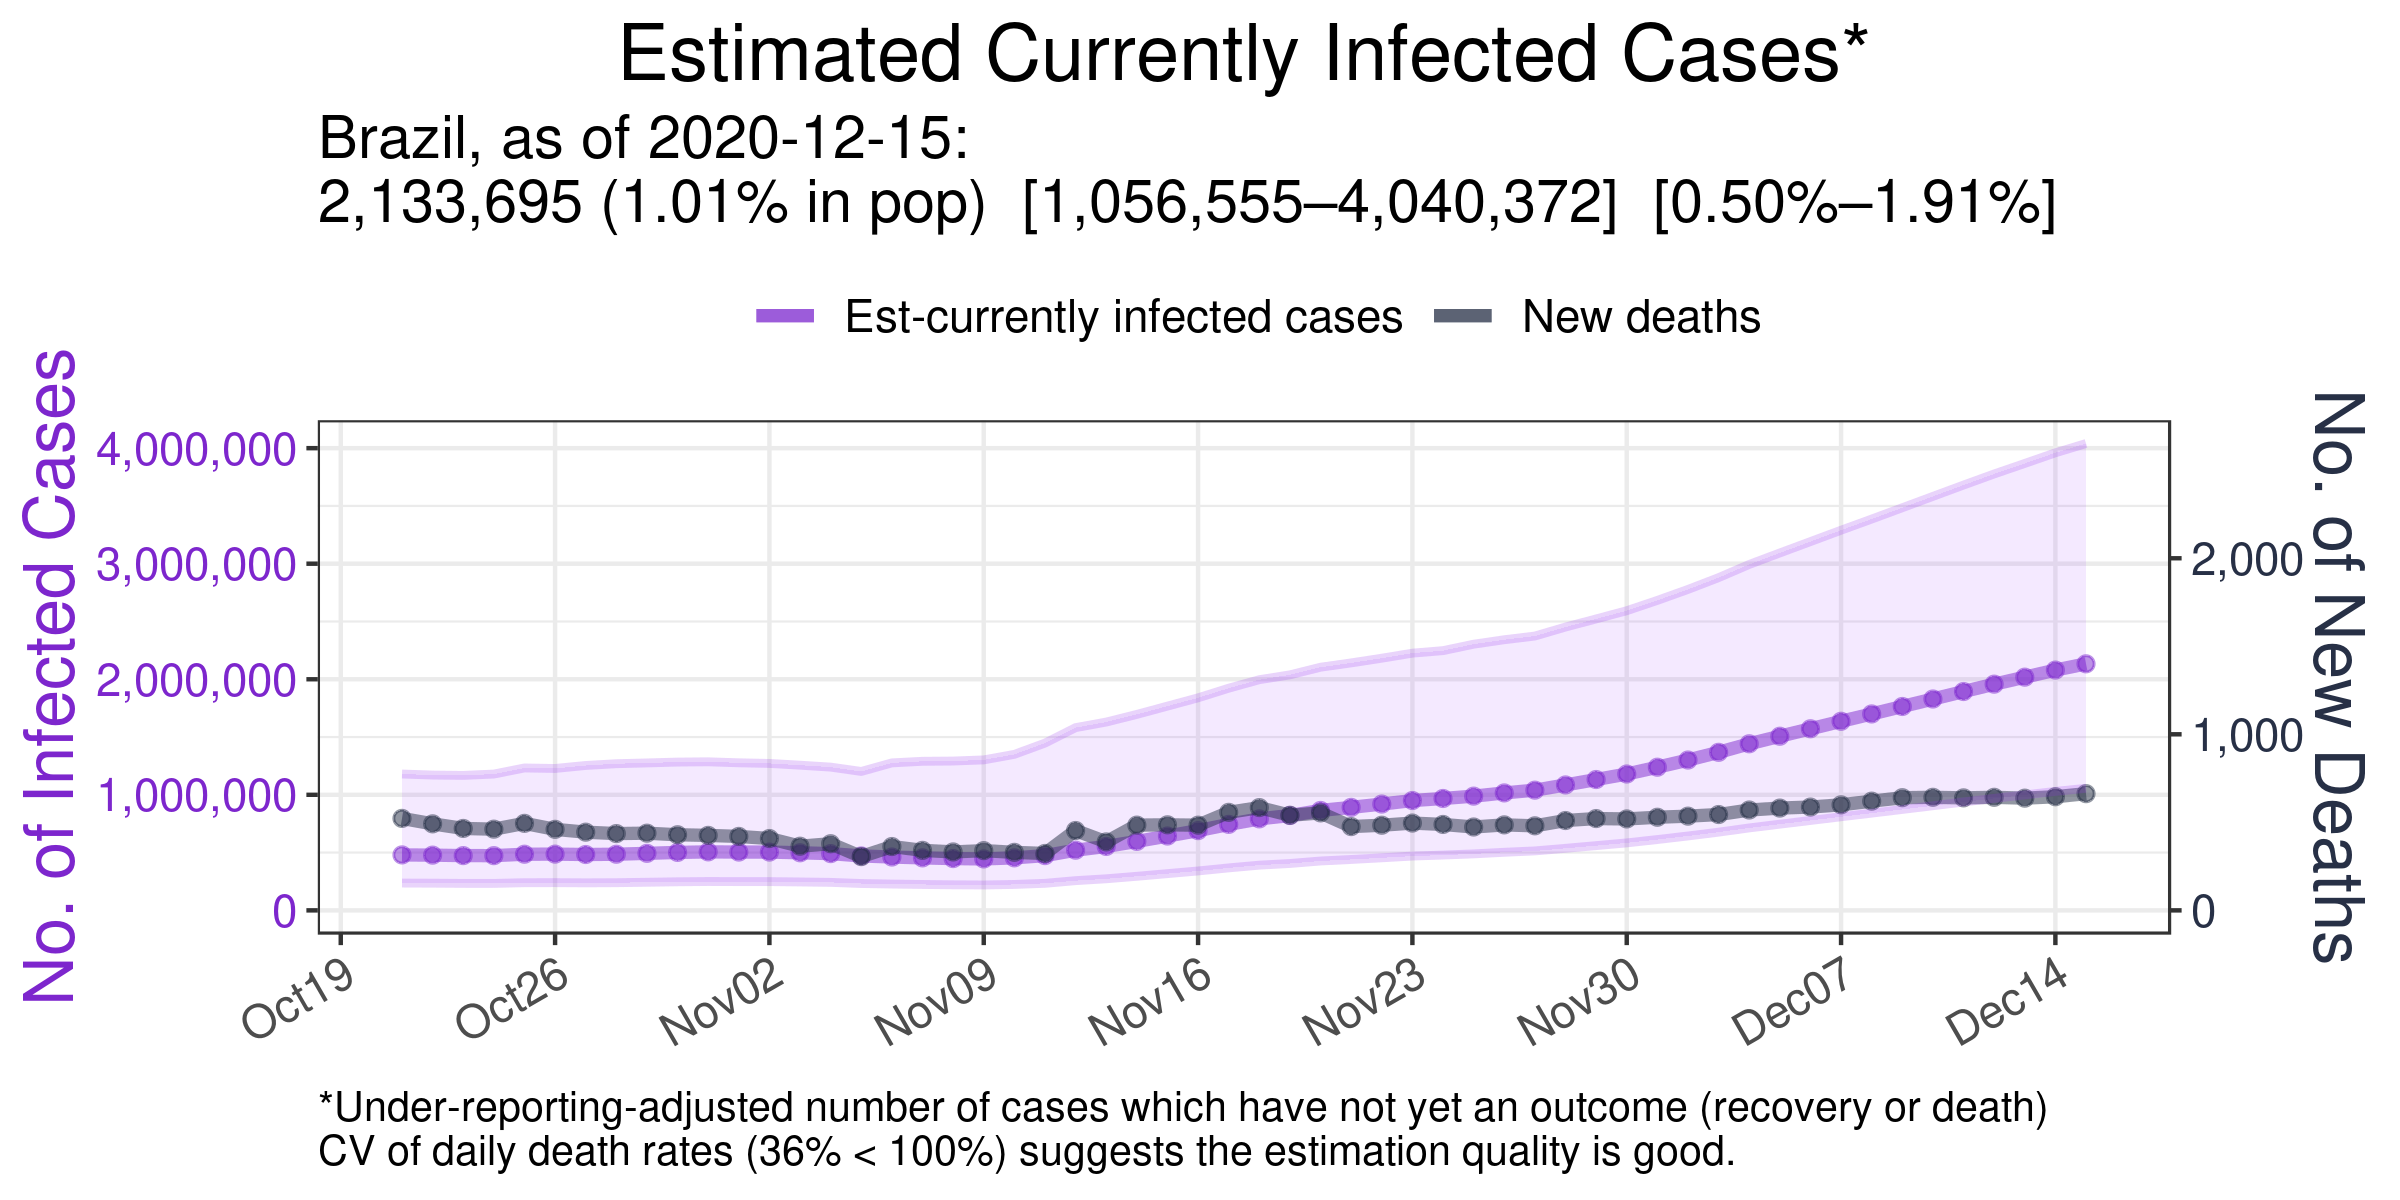 Estimated Currently Infected Cases*
Brazil, as of 2020-12-15:
2,133,695 (1.01% in pop)  [1,056,555–4,040,372]  [0.50%–1.91%]
Est-currently infected cases
New deaths
No. of Infected Cases
4,000,000
3,000,000
2,000,000
1,000,000
0
No. of New Deaths
2,000
1,000
0
Oct19
Oct26
Nov02
Nov09
Nov16
Nov23
Nov30
Dec07
Dec14
*Under-reporting-adjusted number of cases which have not yet an outcome (recovery or death)
CV of daily death rates (36% < 100%) suggests the estimation quality is good.